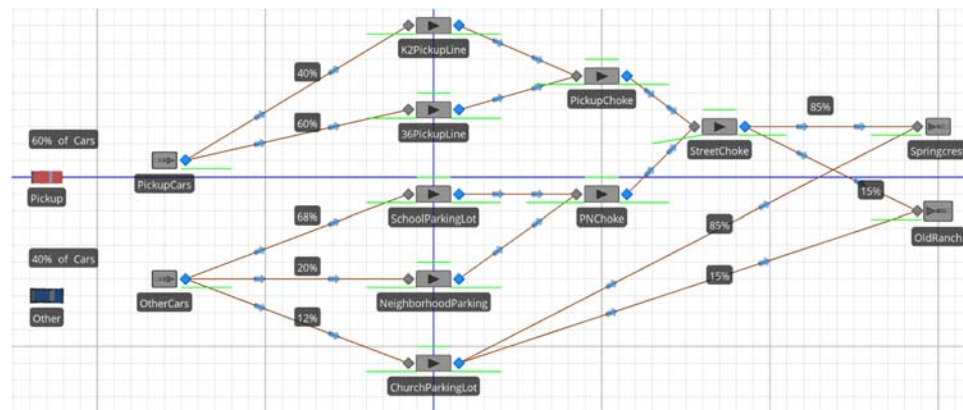 K2PickupLine
40%
PickupChoke
85%
60% of Cars
60%
36PickupLine
StreetChoke
Springcrest
PickupCars
Pickup
15%
68%
SchoolParkingLot
PNChoke
85%
OldRanch
40% of Cars
20%
15%
OtherCars
NeighborhoodParking
Other
12%
ChurchParkingLot